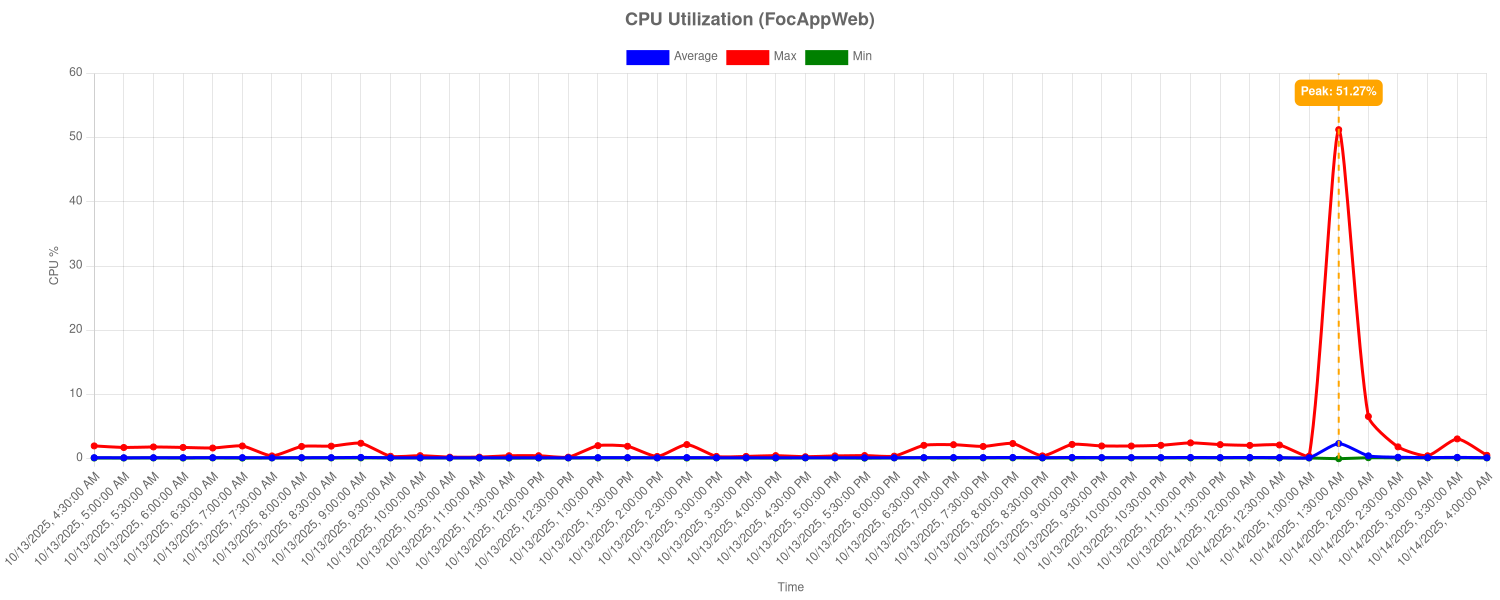 CPU Utilization (FocAppWeb)
Average Max Min
Peak: 51.27%
60
50
40
30
20
10
0
CPU %
10/13/2025, 4:30:00 AM
10/13/2025, 5:00:00 AM
10/13/2025, 5:30:00 AM
10/13/2025, 6:00:00 AM
10/13/2025, 6:30:00 AM
10/13/2025, 7:00:00 AM
10/13/2025, 7:30:00 AM
10/13/2025, 8:00:00 AM
10/13/2025, 8:30:00 AM
10/13/2025, 9:00:00 AM
10/13/2025, 9:30:00 AM
10/13/2025, 10:00:00 AM
10/13/2025, 10:30:00 AM
10/13/2025, 11:00:00 AM
10/13/2025, 11:30:00 AM
10/13/2025, 12:00:00 PM
10/13/2025, 12:30:00 PM
10/13/2025, 1:00:00 PM
10/13/2025, 1:30:00 PM
10/13/2025, 2:00:00 PM
10/13/2025, 2:30:00 PM
10/13/2025, 3:00:00 PM
10/13/2025, 3:30:00 PM
10/13/2025, 4:00:00 PM
10/13/2025, 4:30:00 PM
10/13/2025, 5:00:00 PM
10/13/2025, 5:30:00 PM
10/13/2025, 6:00:00 PM
10/13/2025, 6:30:00 PM
10/13/2025, 7:00:00 PM
10/13/2025, 7:30:00 PM
10/13/2025, 8:00:00 PM
10/13/2025, 8:30:00 PM
10/13/2025, 9:00:00 PM
10/13/2025, 9:30:00 PM
10/13/2025, 10:00:00 PM
10/13/2025, 10:30:00 PM
10/13/2025, 11:00:00 PM
10/13/2025, 11:30:00 PM
10/14/2025, 12:00:00 AM
10/14/2025, 12:30:00 AM
10/14/2025, 1:00:00 AM
10/14/2025, 1:30:00 AM
10/14/2025, 2:00:00 AM
10/14/2025, 2:30:00 AM
10/14/2025, 3:00:00 AM
10/14/2025, 3:30:00 AM
10/14/2025, 4:00:00 AM
Time